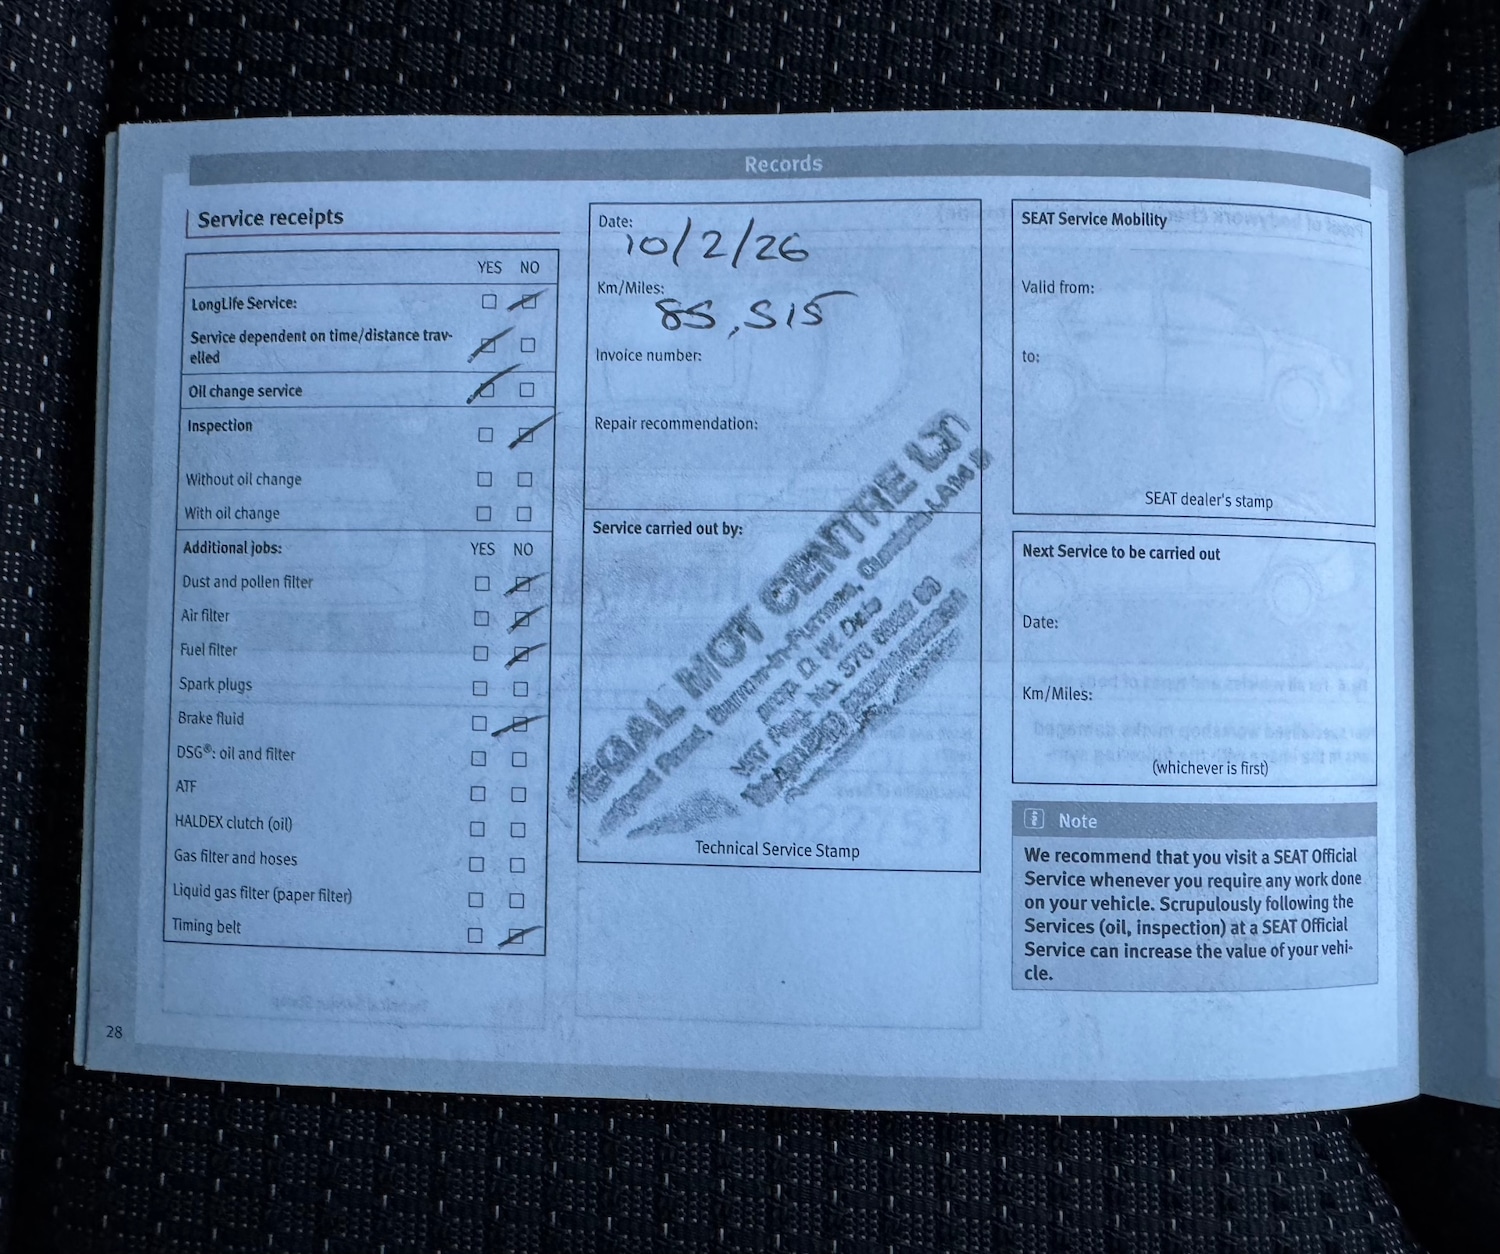 Records
Service receipts
YES NO
LongLife Service:
Service dependent on time/distance trav-
elled
Oil change service
Inspection
Without oil change
With oil change
Additional jobs: YES NO
Dust and pollen filter
Air filter
Fuel filter
Spark plugs
Brake fluid
DSG®: oil and filter
ATF
HALDEX clutch (oil)
Gas filter and hoses
Liquid gas filter (paper filter)
Timing belt
28
Date:
10/2/26
Km/Miles:
85,515
Invoice number:
Repair recommendation:
Service carried out by:
MOT CENTRE LTD
Road, Barrow-in-Furness, Cumbria LA14
Technical Service Stamp
SEAT Service Mobility
Valid from:
to:
SEAT dealer's stamp
Next Service to be carried out
Date:
Km/Miles:
(whichever is first)
Note
We recommend that you visit a SEAT Official
Service whenever you require any work done
on your vehicle. Scrupulously following the
Services (oil, inspection) at a SEAT Official
Service can increase the value of your vehi-
cle.